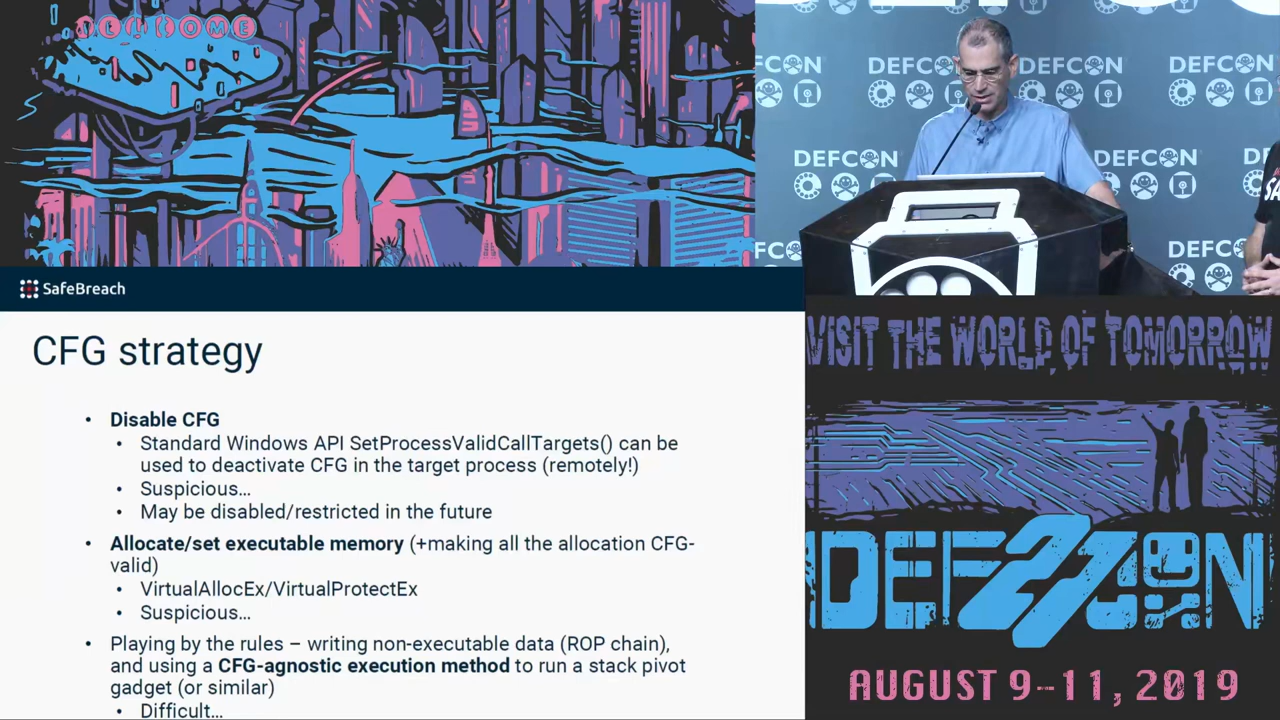 WELCOME
DEFCON
DEFCON
DEFCON
DEFCON
DEFCON
DEFCON
DEFCON
SafeBreach
CFG strategy
• Disable CFG
• Standard Windows API SetProcessValidCallTargets() can be
used to deactivate CFG in the target process (remotely!)
• Suspicious...
• May be disabled/restricted in the future
• Allocate/set executable memory (+making all the allocation CFG-
valid)
• VirtualAllocEx/VirtualProtectEx
• Suspicious...
• Playing by the rules – writing non-executable data (ROP chain),
and using a CFG-agnostic execution method to run a stack pivot
gadget (or similar)
• Difficult...
VISIT THE WORLD OF TOMORROW
DEF27CON
AUGUST 9-11, 2019